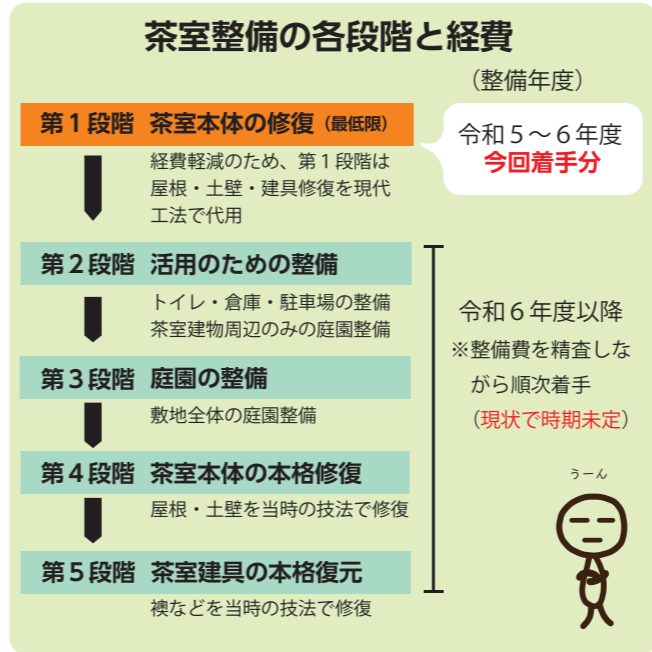 茶室整備の各段階と経費
（整備年度）
第１段階 茶室本体の修復（最低限）
経費軽減のため、第１段階は
屋根・土壁・建具修復を現代
工法で代用
令和５～６年度
今回着手分
第２段階 活用のための整備
トイレ・倉庫・駐車場の整備
茶室建物周辺のみの庭園整備
第３段階 庭園の整備
敷地全体の庭園整備
第４段階 茶室本体の本格修復
屋根・土壁を当時の技法で修復
第５段階 茶室建具の本格復元
襖などを当時の技法で修復
令和６年度以降
※整備費を精査しな
がら順次着手
（現状で時期未定）
うーん